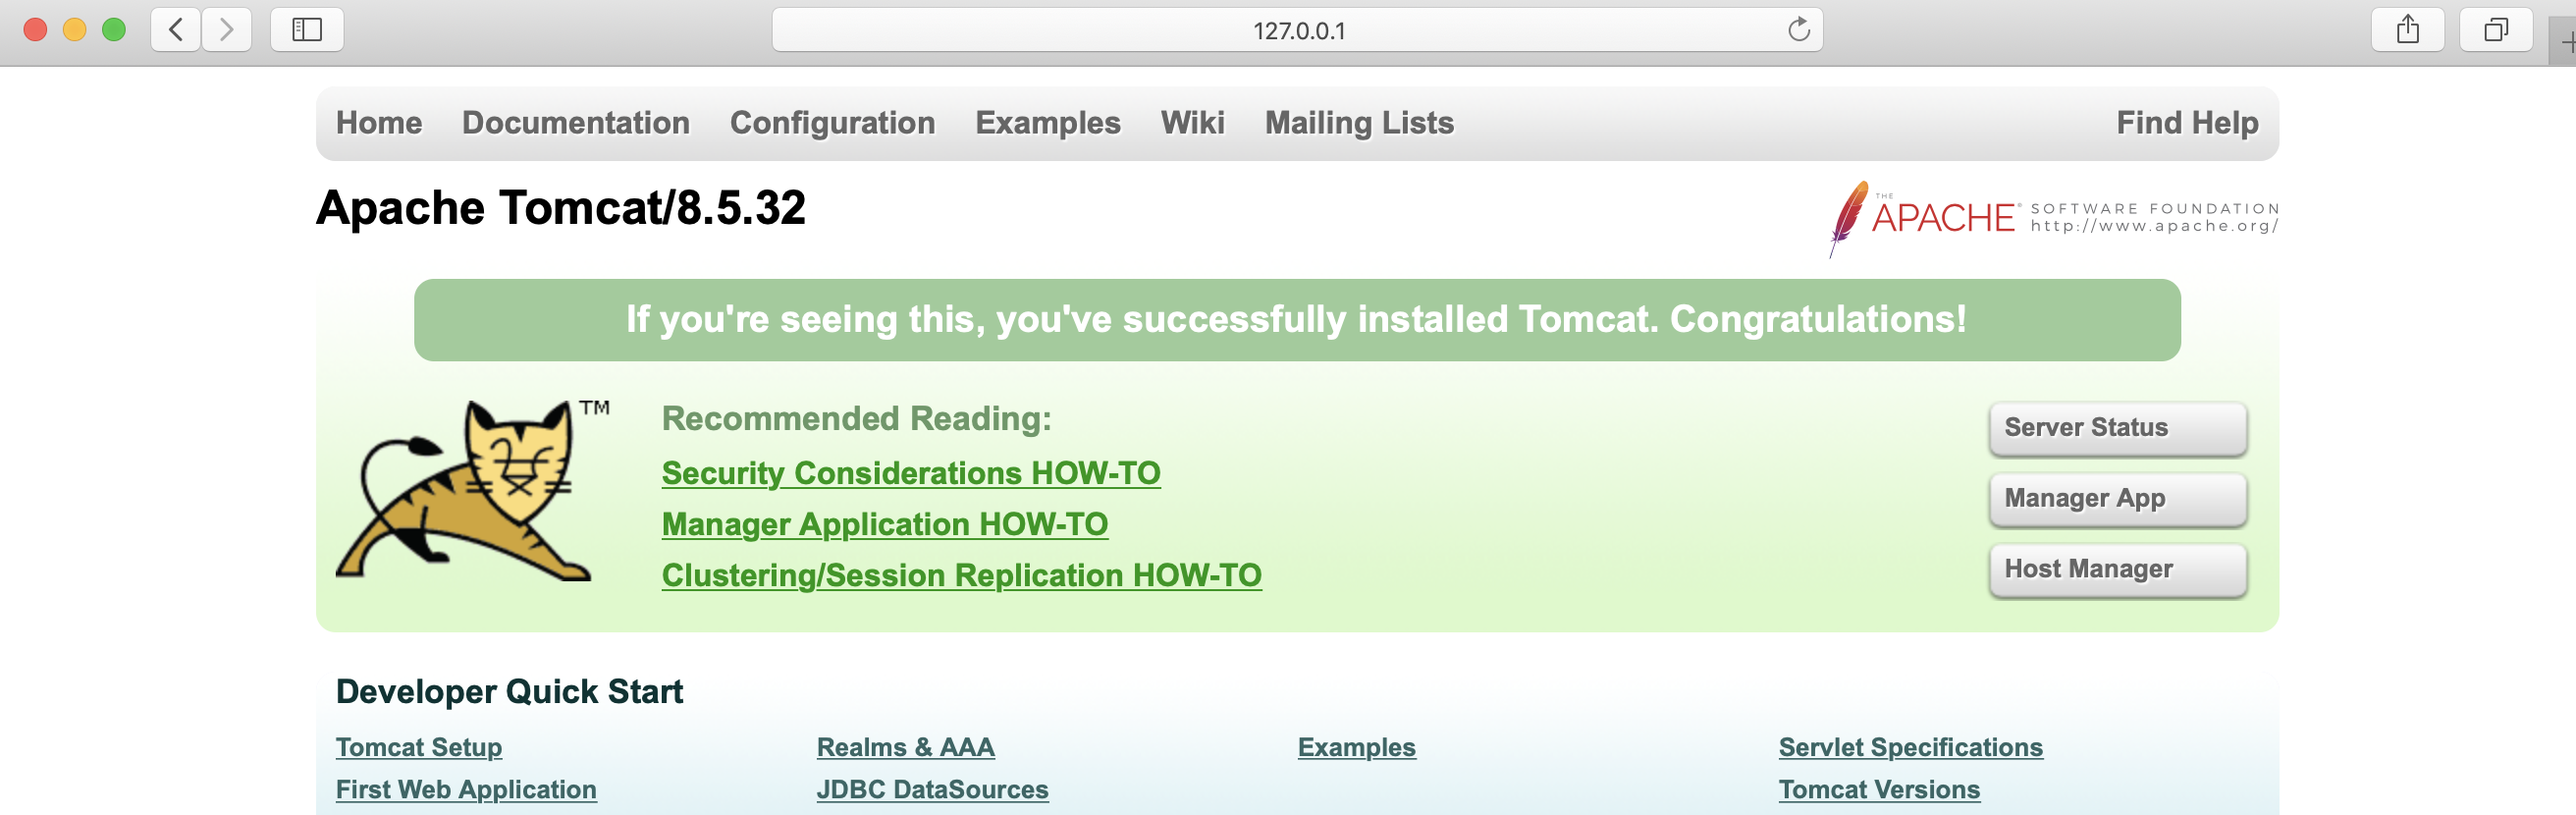 127.0.0.1
Home Documentation Configuration Examples Wiki Mailing Lists Find Help
Apache Tomcat/8.5.32
THE
APACHE® SOFTWARE FOUNDATION
http://www.apache.org/
If you're seeing this, you've successfully installed Tomcat. Congratulations!
TM
Recommended Reading:
Security Considerations HOW-TO
Manager Application HOW-TO
Clustering/Session Replication HOW-TO
Server Status
Manager App
Host Manager
Developer Quick Start
Tomcat Setup Realms & AAA Examples Servlet Specifications
First Web Application JDBC DataSources Tomcat Versions